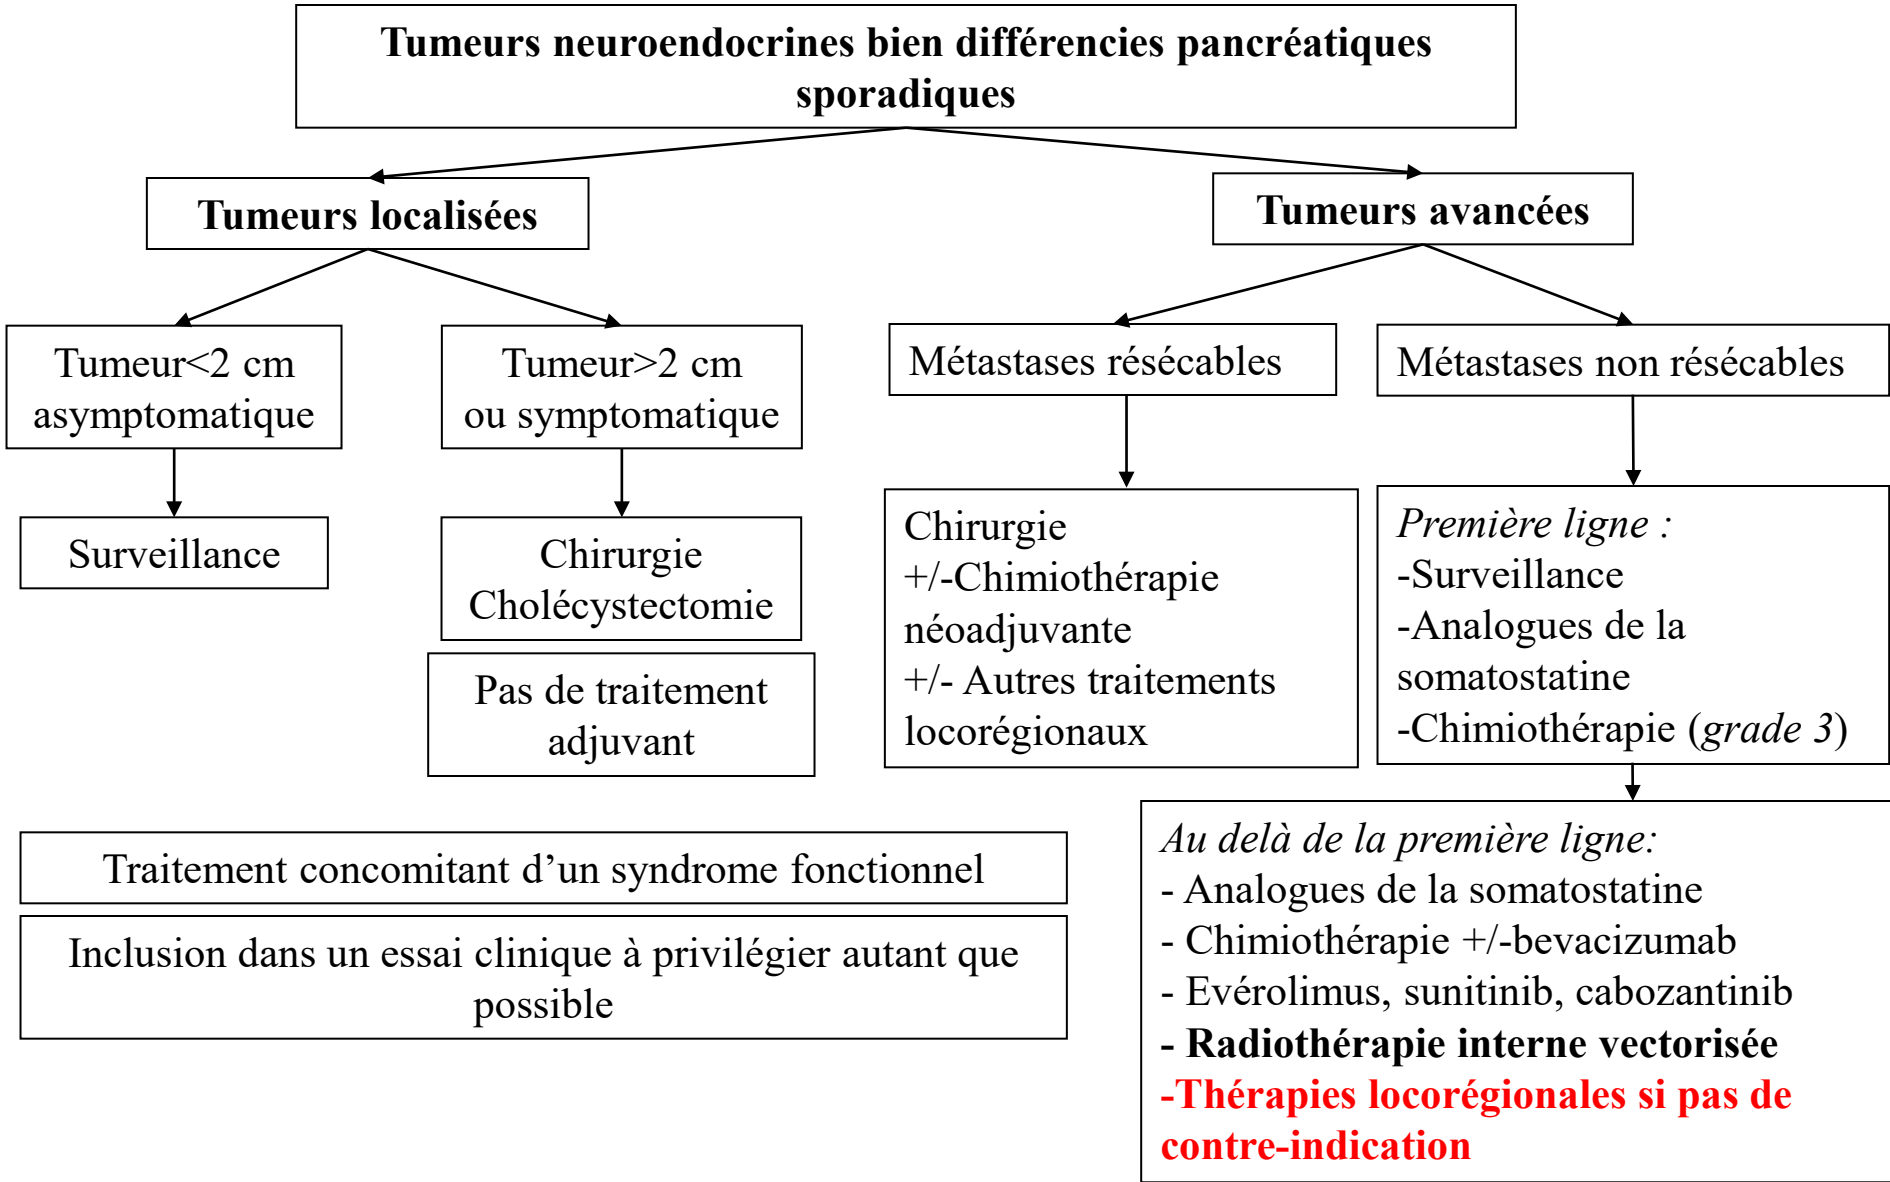 Tumeurs neuroendocrines bien différencies pancréatiques
sporadiques
Tumeurs localisées
Tumeurs avancées
Tumeur<2 cm
asymptomatique
Tumeur>2 cm
ou symptomatique
Métastases résécables
Métastases non résécables
Surveillance
Chirurgie
Cholécystectomie
Pas de traitement
adjuvant
Chirurgie
+/-Chimiothérapie
néoadjuvante
+/- Autres traitements
locorégionaux
Première ligne :
-Surveillance
-Analogues de la
somatostatine
-Chimiothérapie (grade 3)
Au delà de la première ligne:
- Analogues de la somatostatine
- Chimiothérapie +/-bevacizumab
- Evérolimus, sunitinib, cabozantinib
- Radiothérapie interne vectorisée
-Thérapies locorégionales si pas de
contre-indication
Traitement concomitant d’un syndrome fonctionnel
Inclusion dans un essai clinique à privilégier autant que
possible